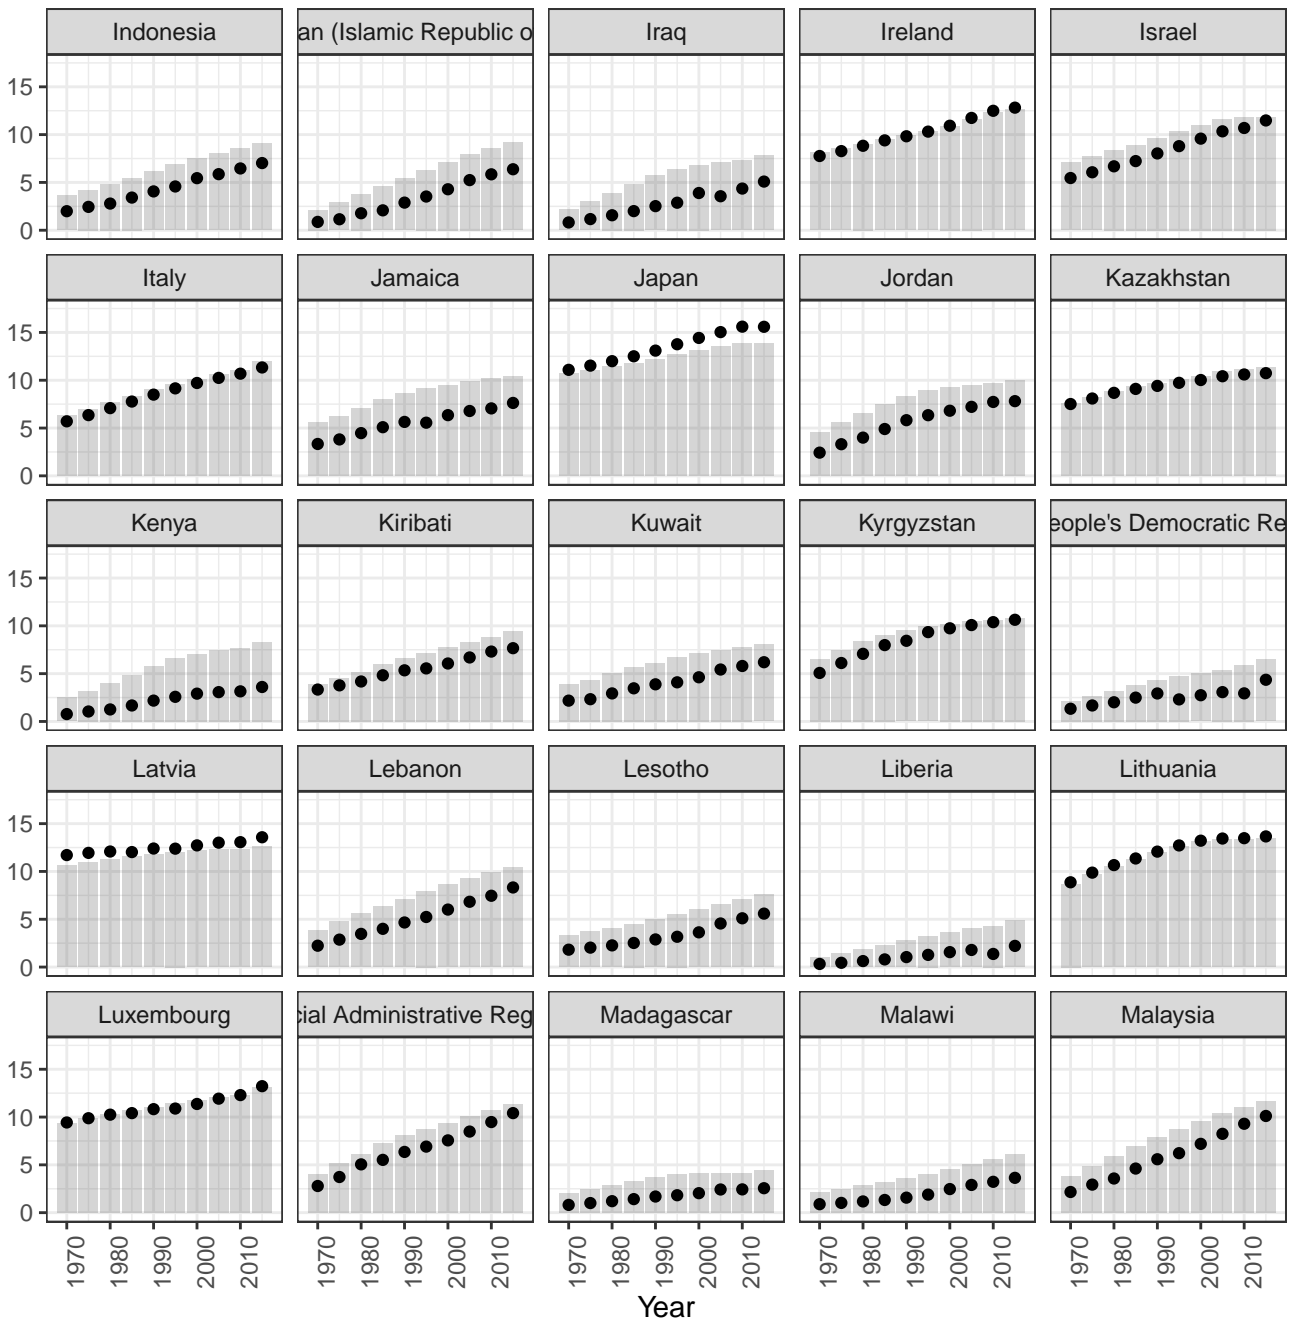 Indonesia
an (Islamic Republic o
Iraq
Ireland
Israel
15
10
5
0
Italy
Jamaica
Japan
Jordan
Kazakhstan
15
10
5
0
Kenya
Kiribati
Kuwait
Kyrgyzstan
eople's Democratic Re
15
10
5
0
Latvia
Lebanon
Lesotho
Liberia
Lithuania
15
10
5
0
Luxembourg
cial Administrative Reg
Madagascar
Malawi
Malaysia
15
10
5
0
1970 1980 1990 2000 2010
1970 1980 1990 2000 2010
1970 1980 1990 2000 2010
1970 1980 1990 2000 2010
1970 1980 1990 2000 2010
Year